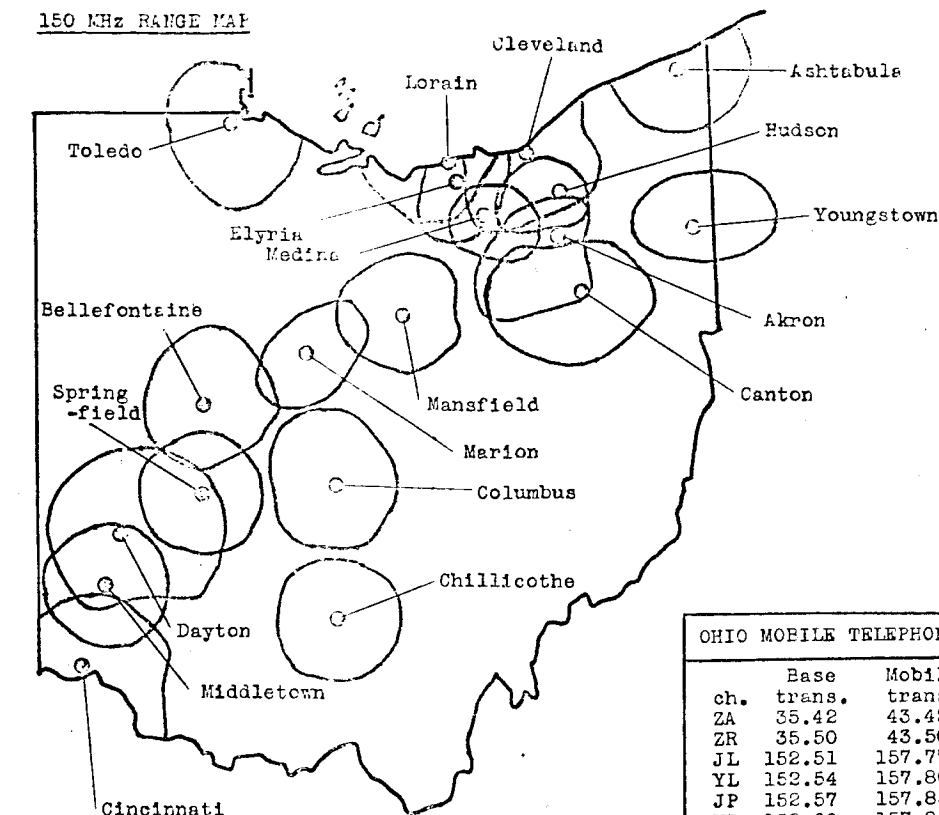 150 MHz RANGE MAP
Cleveland
Lorain
Ashtabula
Toledo
Hudson
Elyria
Medina
Youngstown
Bellefontaine
Akron
Spring
-field
Mansfield
Canton
Marion
Columbus
Chillicothe
Dayton
Middletown
Cincinnati
OHIO MOBILE
Base
ch. trans.
ZA 35.42
ZR 35.50
JL 152.51
YL 152.54
JP 152.57